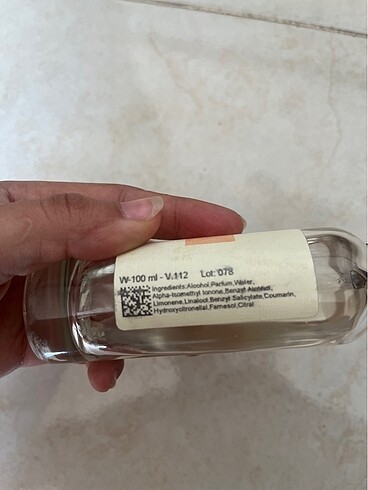 W-100 ml - V.112 Lot: 078
Ingredients:Alcohol,Parfum,Water,
Alpha-Isomethyl Ionone,Benzyl Alcohol,
Limonene,Linalool,Benzyl Salicylate,Coumarin,
Hydroxycitronellal,Farnesol,Citral